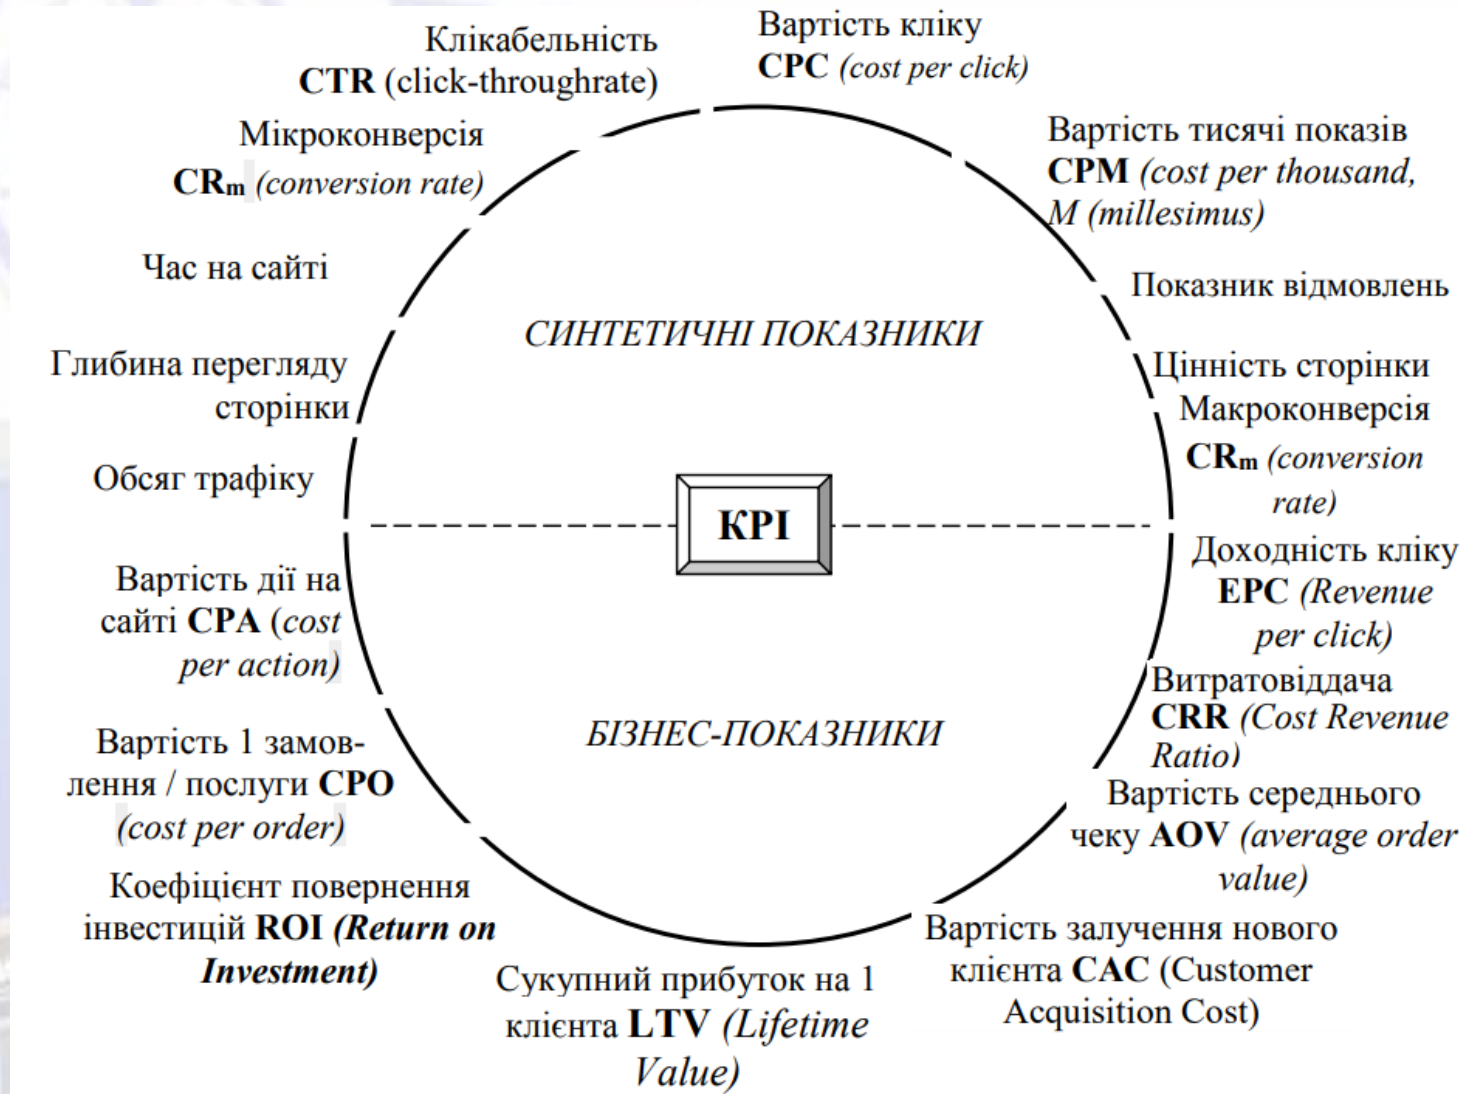 Клікабельність
CTR (click-throughrate)
Вартість кліку
CPC (cost per click)
Мікроконверсія
CRm (conversion rate)
Вартість тисячі показів
CPM (cost per thousand,
M (millesimus)
Час на сайті
Показник відмовлень
СИНТЕТИЧНІ ПОКАЗНИКИ
Глибина перегляду
сторінки
Цінність сторінки
Макроконверсія
CRm (conversion
rate)
Обсяг трафіку
KPI
Доходність кліку
EPC (Revenue
per click)
Вартість дії на
сайті CPA (cost
per action)
Витратовіддача
CRR (Cost Revenue
Ratio)
БІЗНЕС-ПОКАЗНИКИ
Вартість 1 замов-
лення / послуги CPO
(cost per order)
Вартість середнього
чеку AOV (average order
value)
Коефіцієнт повернення
інвестицій ROI (Return on
Investment)
Вартість залучення нового
клієнта CAC (Customer
Acquisition Cost)
Сукупний прибуток на 1
клієнта LTV (Lifetime
Value)